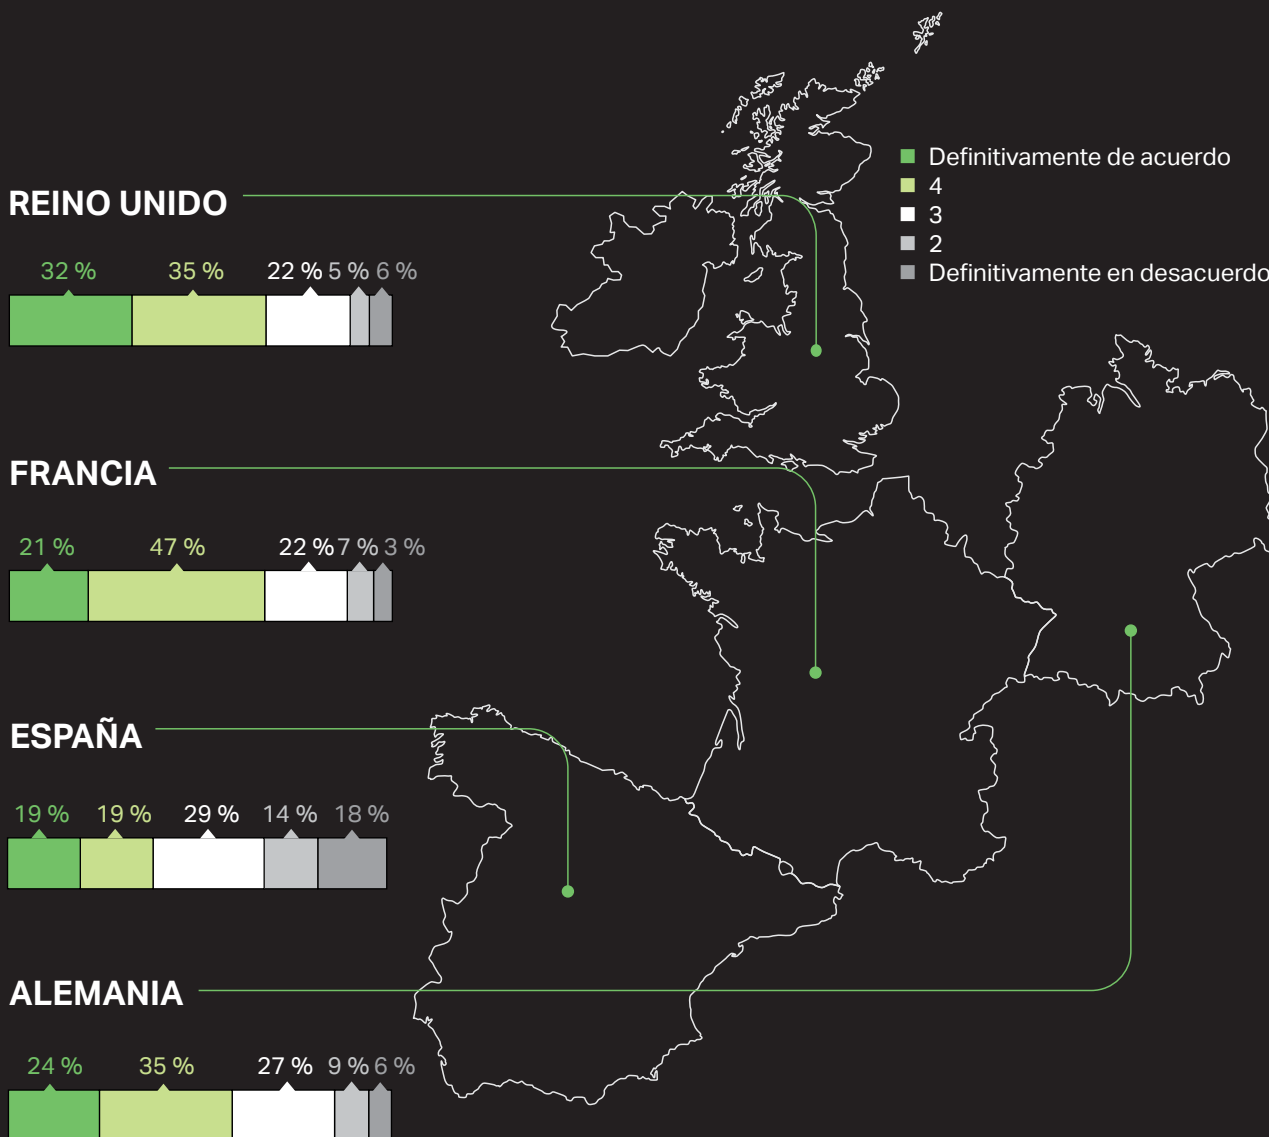 Definitivamente de acuerdo
4
3
2
Definitivamente en desacuerdo
REINO UNIDO
32 % 35 % 22 % 5 % 6 %
FRANCIA
21 % 47 % 22 % 7 % 3 %
ESPAÑA
19 % 19 % 29 % 14 % 18 %
ALEMANIA
24 % 35 % 27 % 9 % 6 %